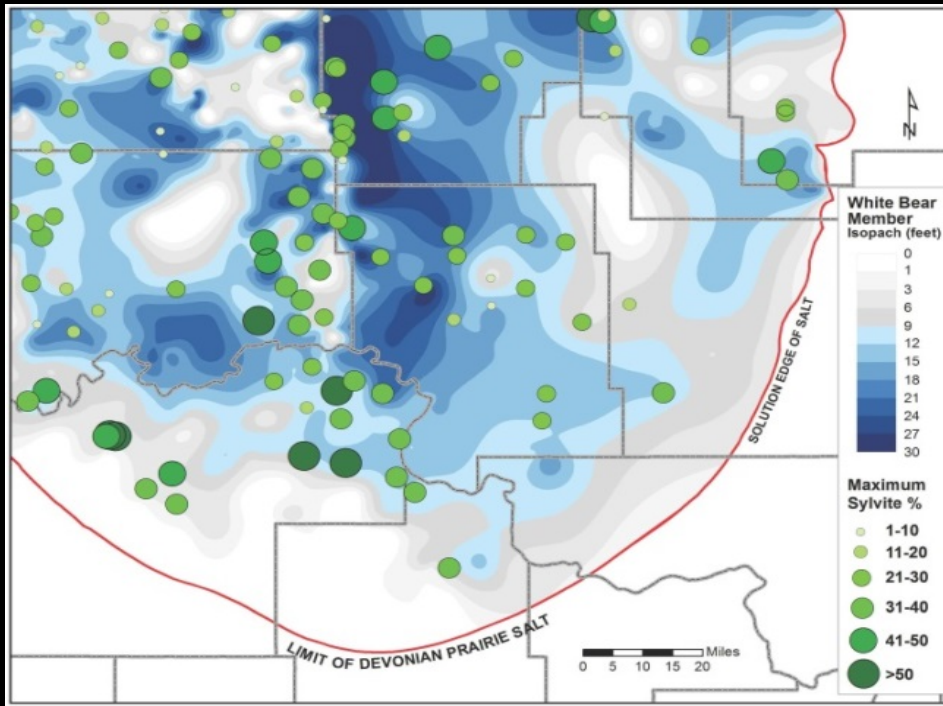 N
White Bear
Member
Isopach (feet)
0
1
3
6
9
12
15
18
21
24
27
30
SOLUTION EDGE OF SALT
Maximum
Sylvite %
1-10
11-20
21-30
31-40
41-50
>50
LIMIT OF DEVONIAN PRAIRIE SALT
Miles
0 5 10 15 20